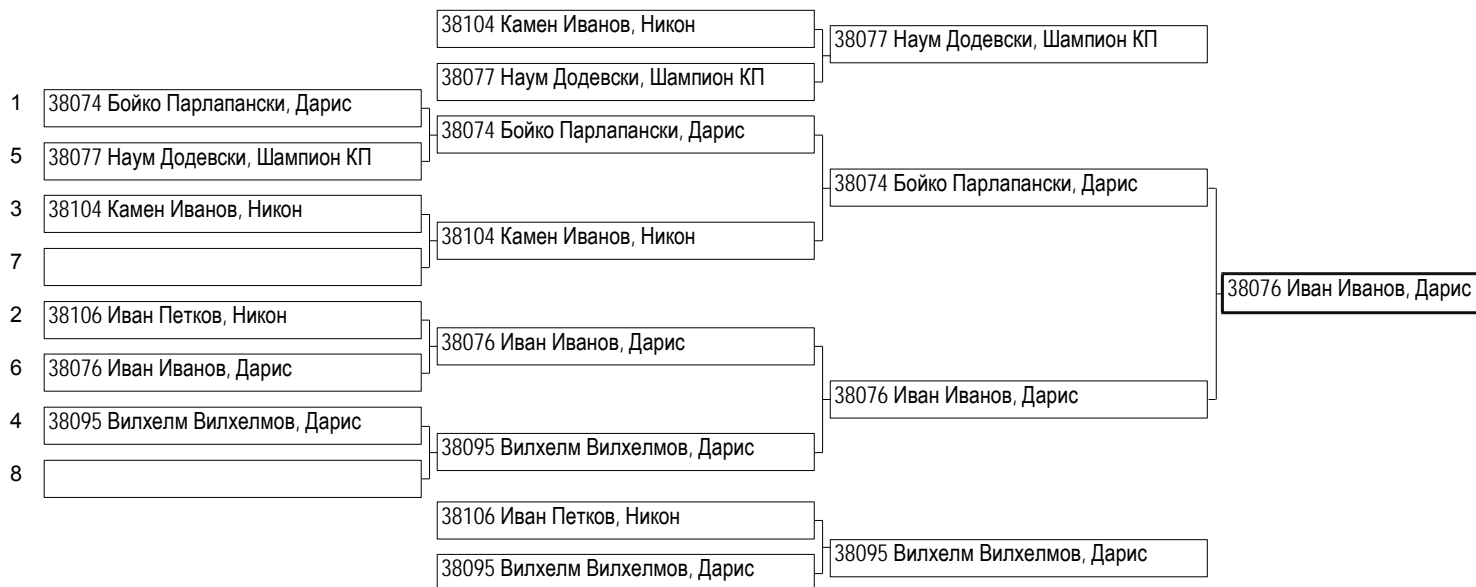 38104 Камен Иванов, Никон
38077 Наум Додевски, Шампион КП
38077 Наум Додевски, Шампион КП
1 38074 Бойко Парлапански, Дарис
38074 Бойко Парлапански, Дарис
5 38077 Наум Додевски, Шампион КП
38074 Бойко Парлапански, Дарис
3 38104 Камен Иванов, Никон
38104 Камен Иванов, Никон
7
38076 Иван Иванов, Дарис
2 38106 Иван Петков, Никон
38076 Иван Иванов, Дарис
6 38076 Иван Иванов, Дарис
38076 Иван Иванов, Дарис
4 38095 Вилхелм Вилхелмов, Дарис
38095 Вилхелм Вилхелмов, Дарис
8
38106 Иван Петков, Никон
38095 Вилхелм Вилхелмов, Дарис
38095 Вилхелм Вилхелмов, Дарис